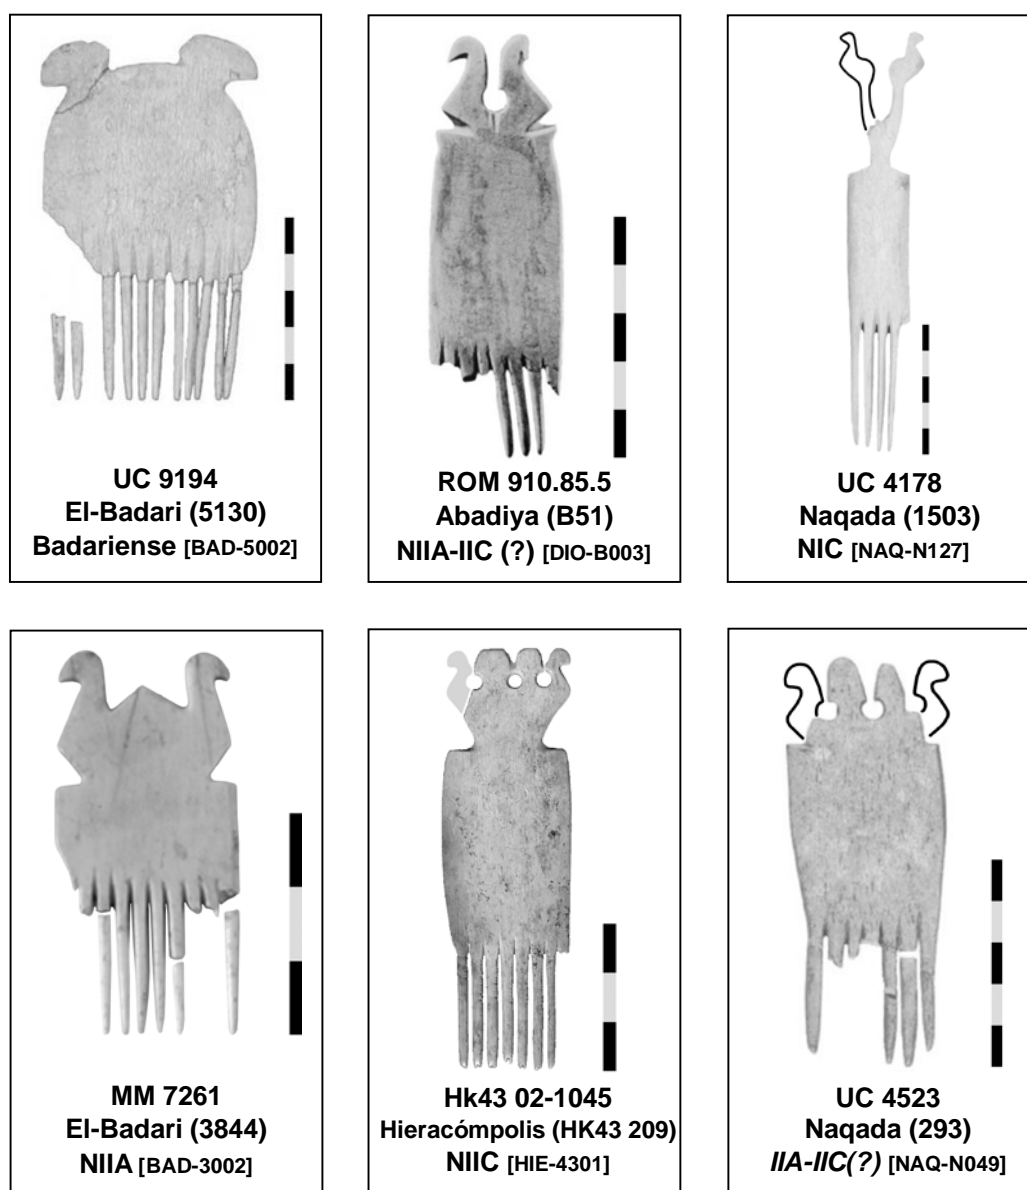 UC 9194
El-Badari (5130)
Badariense [BAD-5002]
ROM 910.85.5
Abadiya (B51)
NIIA-IIC (?) [DIO-B003]
UC 4178
Naqada (1503)
NIC [NAQ-N127]
MM 7261
El-Badari (3844)
NIIA [BAD-3002]
Hk43 02-1045
Hieracómpolis (HK43 209)
NIIC [HIE-4301]
UC 4523
Naqada (293)
IIA-IIC(?) [NAQ-N049]